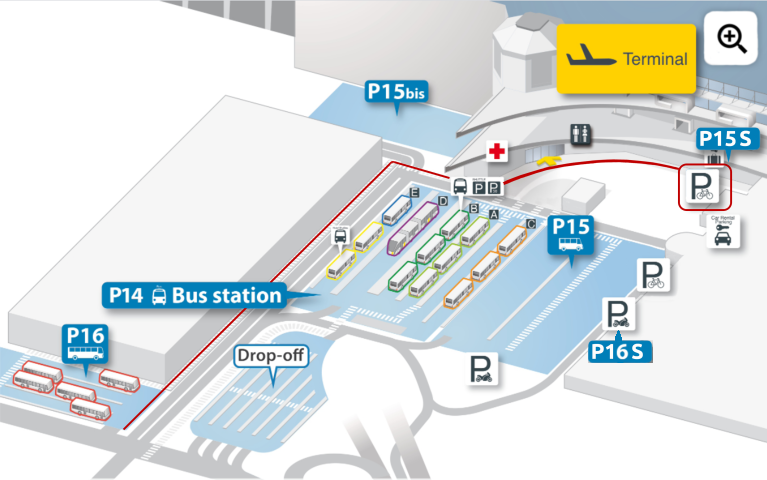 Terminal
P15bis
P15 S
P
Car Rental
Parking
E
D
B
A
C
P P
P15
P
P
P14 Bus station
P16
Drop-off
P16 S
P